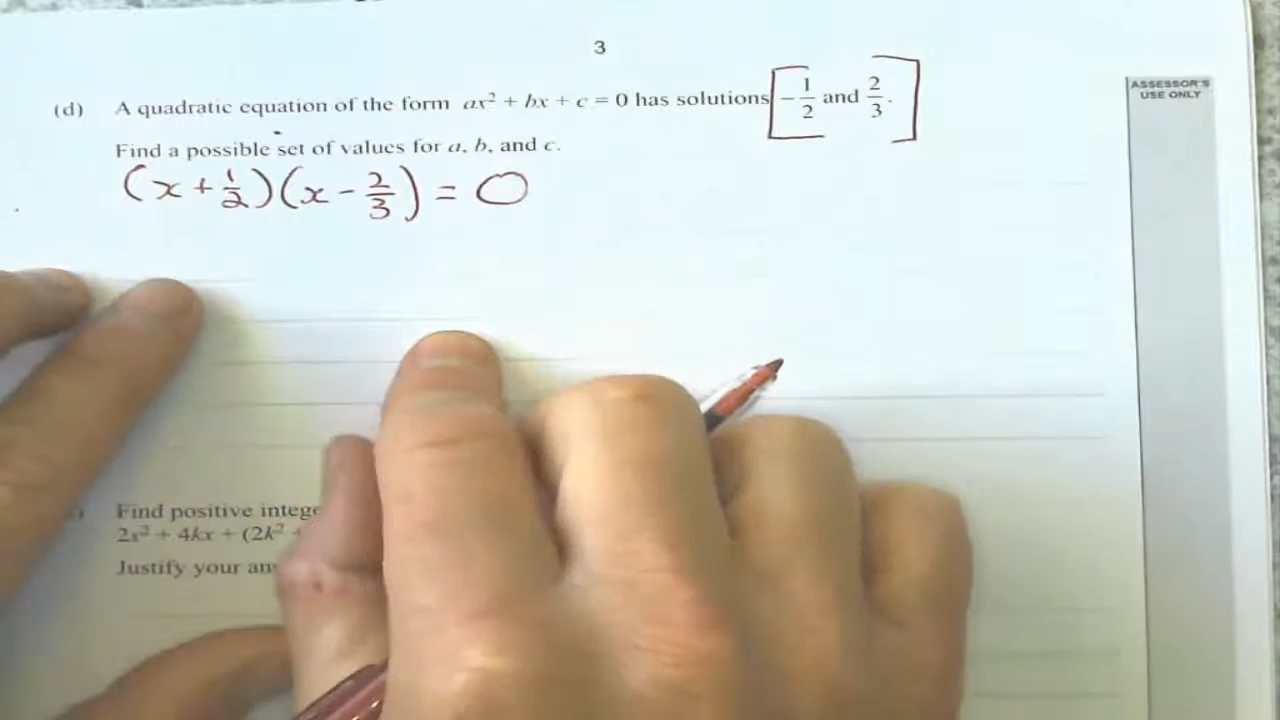 3
ASSESSOR'S
USE ONLY
(d) A quadratic equation of the form ax² + bx + c = 0 has solutions [−1/2 and 2/3.]
Find a possible set of values for a, b, and c.
(x + 1/2)(x − 2/3) = 0
Find positive
2x² + 4kx + (2k²
Justify your